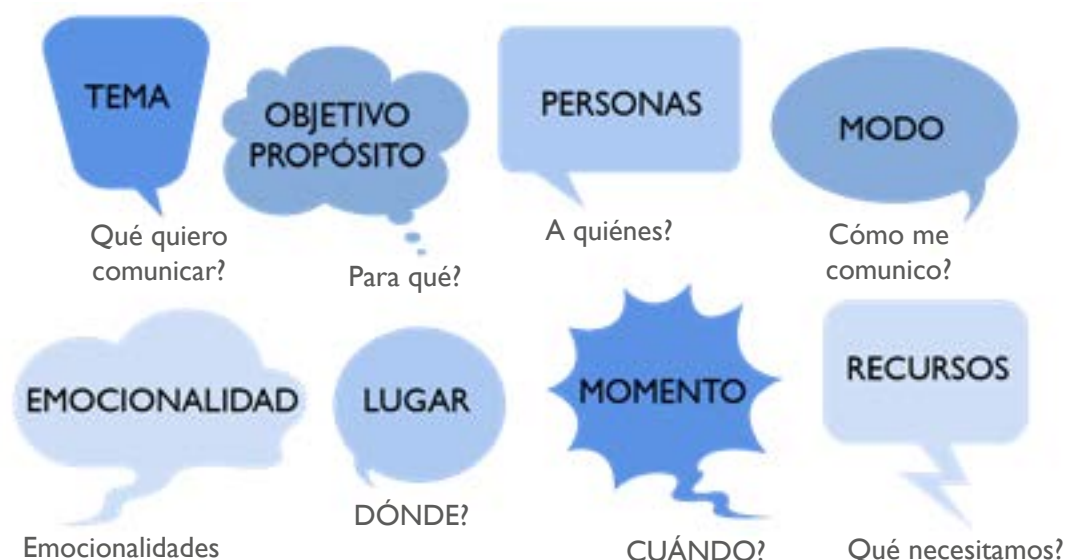 TEMA
Qué quiero
comunicar?
OBJETIVO
PROPÓSITO
Para qué?
PERSONAS
A quiénes?
MODO
Cómo me
comunico?
EMOCIONALIDAD
Emocionalidades
LUGAR
DÓNDE?
MOMENTO
CUÁNDO?
RECURSOS
Qué necesitamos?